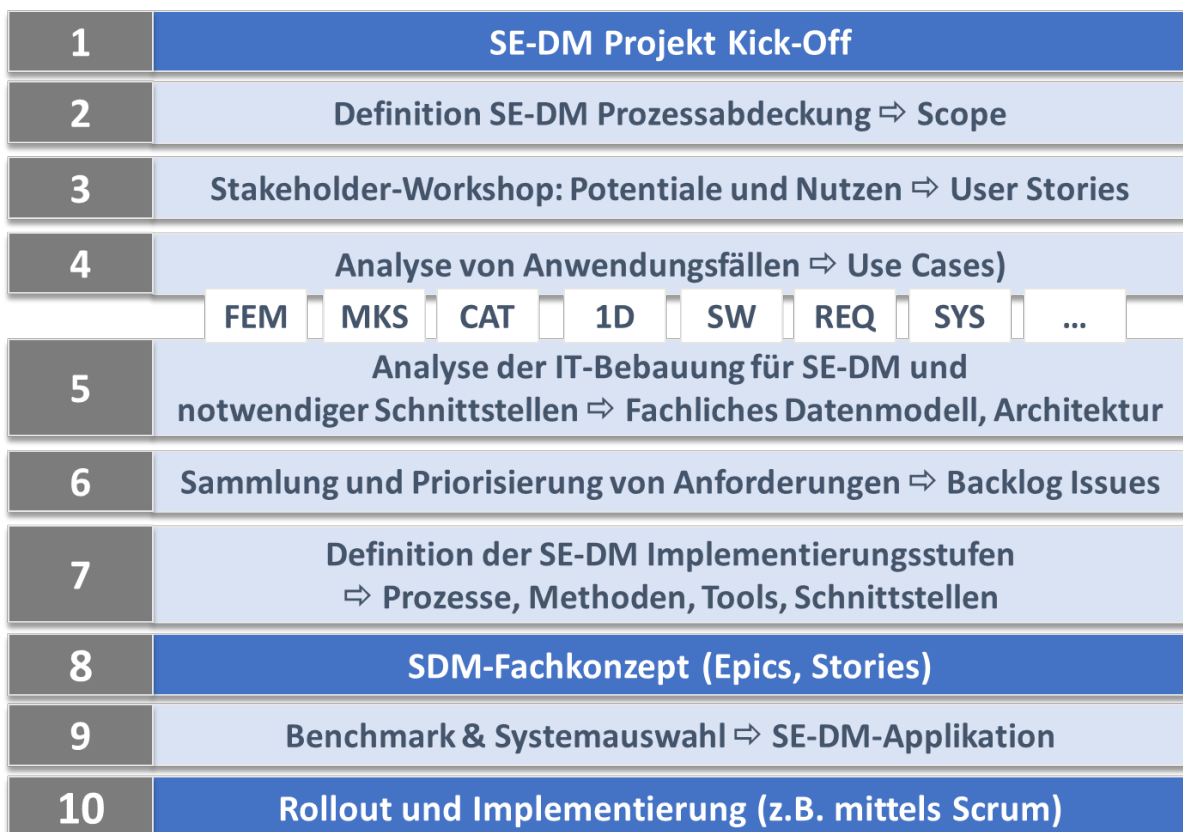 1 SE-DM Projekt Kick-Off
2 Definition SE-DM Prozessabdeckung ⇨ Scope
3 Stakeholder-Workshop: Potentiale und Nutzen ⇨ User Stories
4 Analyse von Anwendungsfällen ⇨ Use Cases)
FEM MKS CAT 1D SW REQ SYS ...
5 Analyse der IT-Bebauung für SE-DM und
notwendiger Schnittstellen ⇨ Fachliches Datenmodell, Architektur
6 Sammlung und Priorisierung von Anforderungen ⇨ Backlog Issues
7 Definition der SE-DM Implementierungsstufen
⇨ Prozesse, Methoden, Tools, Schnittstellen
8 SDM-Fachkonzept (Epics, Stories)
9 Benchmark & Systemauswahl ⇨ SE-DM-Applikation
10 Rollout und Implementierung (z.B. mittels Scrum)